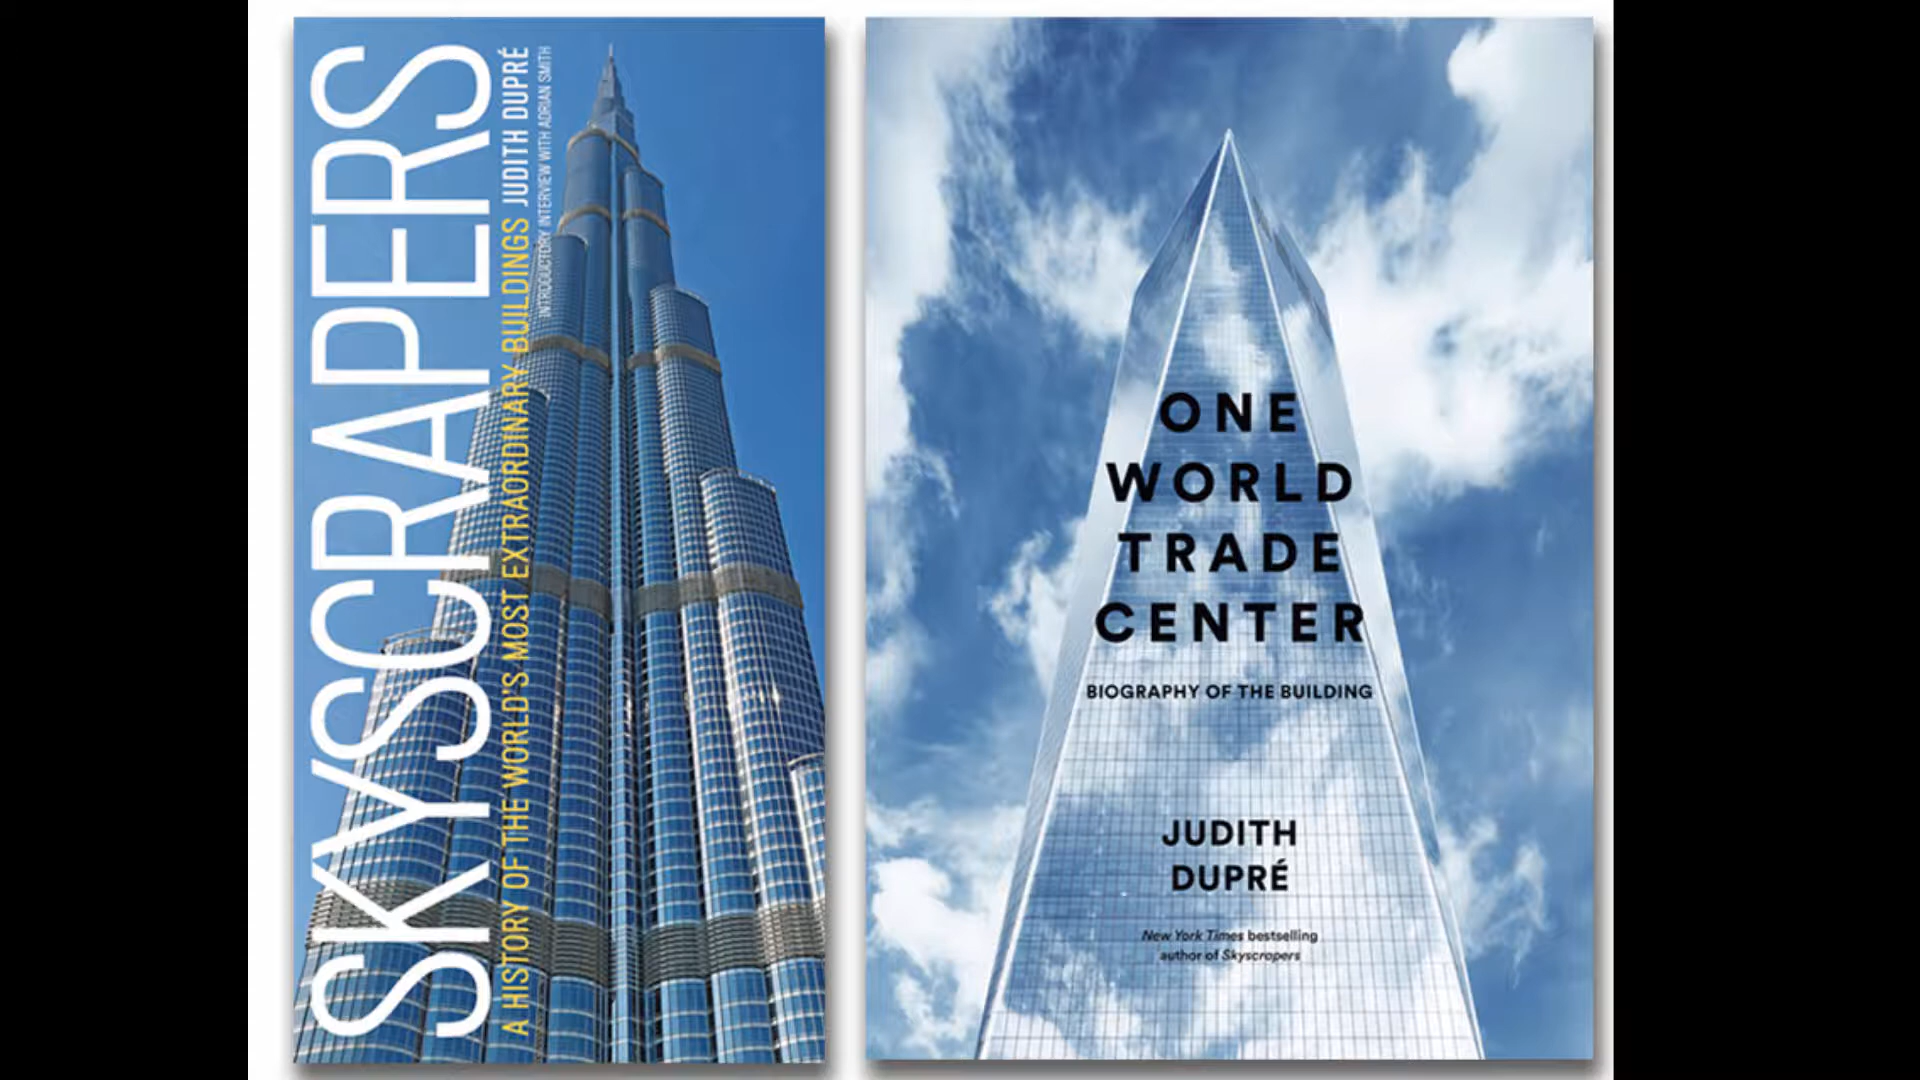 SKYSCRAPERS
A HISTORY OF THE WORLD'S MOST EXTRAORDINARY BUILDINGS JUDITH DUPRÉ
INTRODUCTORY INTERVIEW WITH ADRIAN SMITH
ONE
WORLD
TRADE
CENTER
BIOGRAPHY OF THE BUILDING
JUDITH
DUPRÉ
New York Times bestselling
author of Skyscrapers